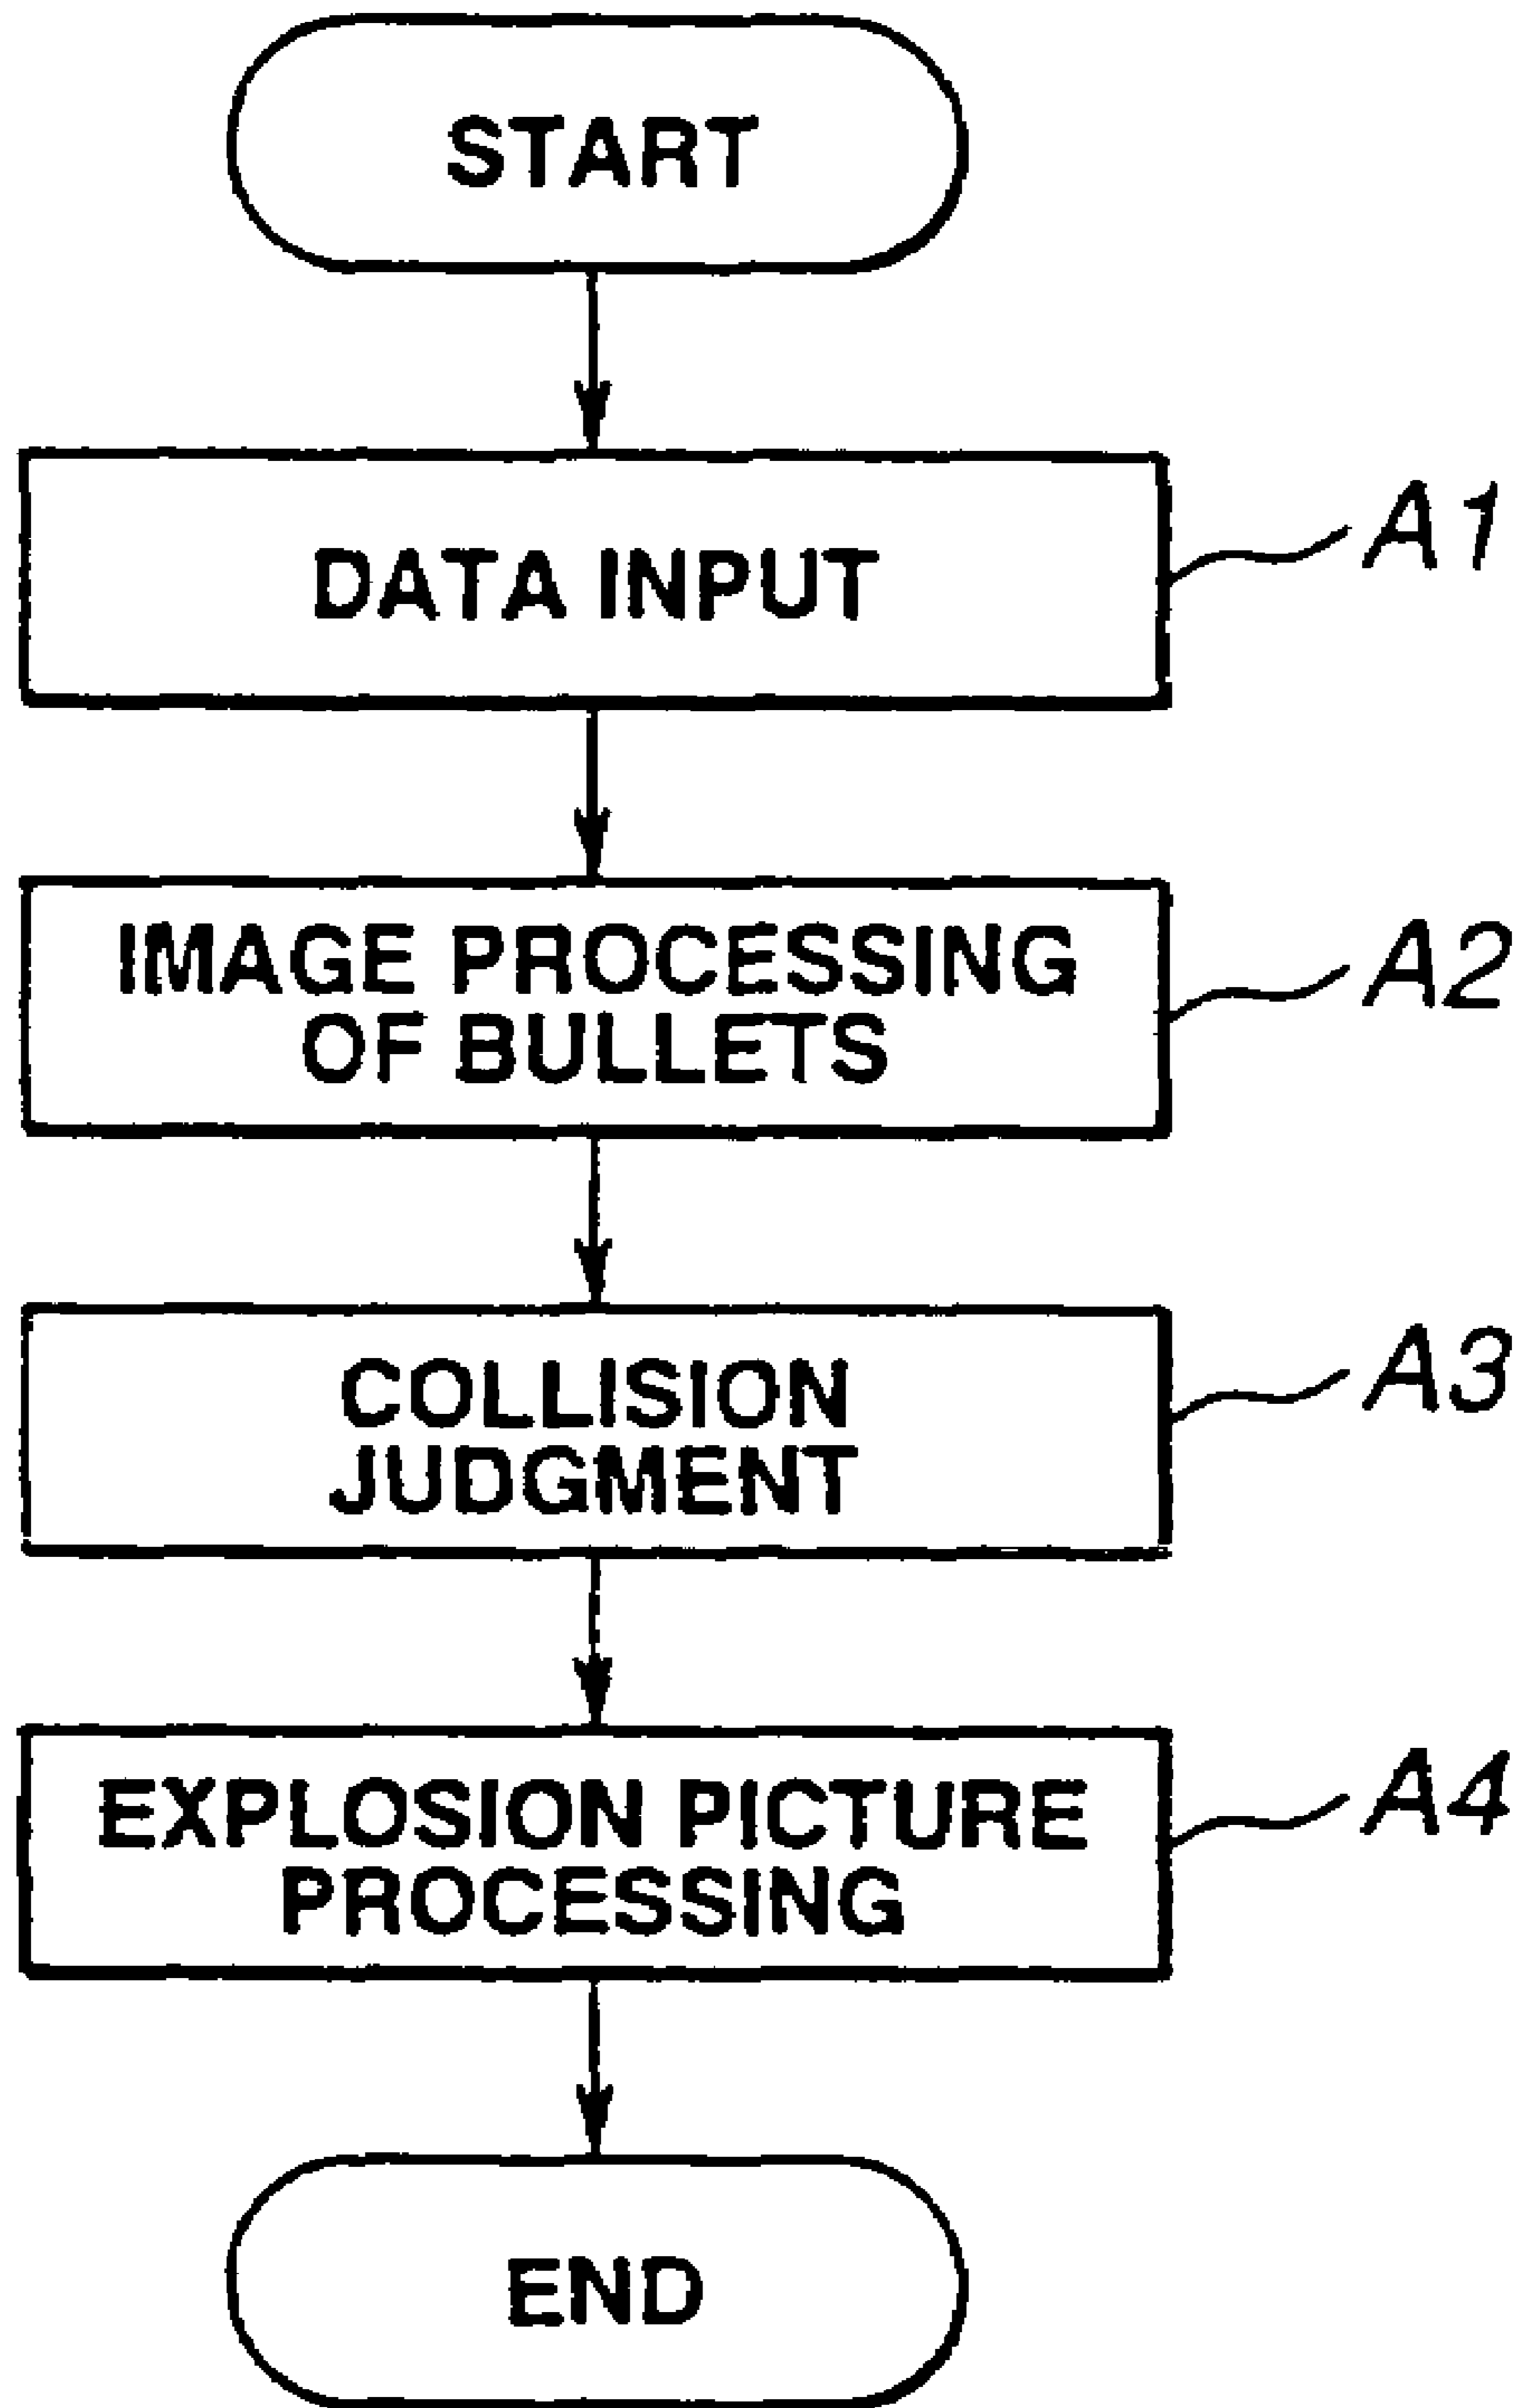 START
DATA INPUT
A1
IMAGE PROCESSING
OF BULLETS
A2
COLLISION
JUDGMENT
A3
EXPLOSION PICTURE
PROCESSING
A4
END